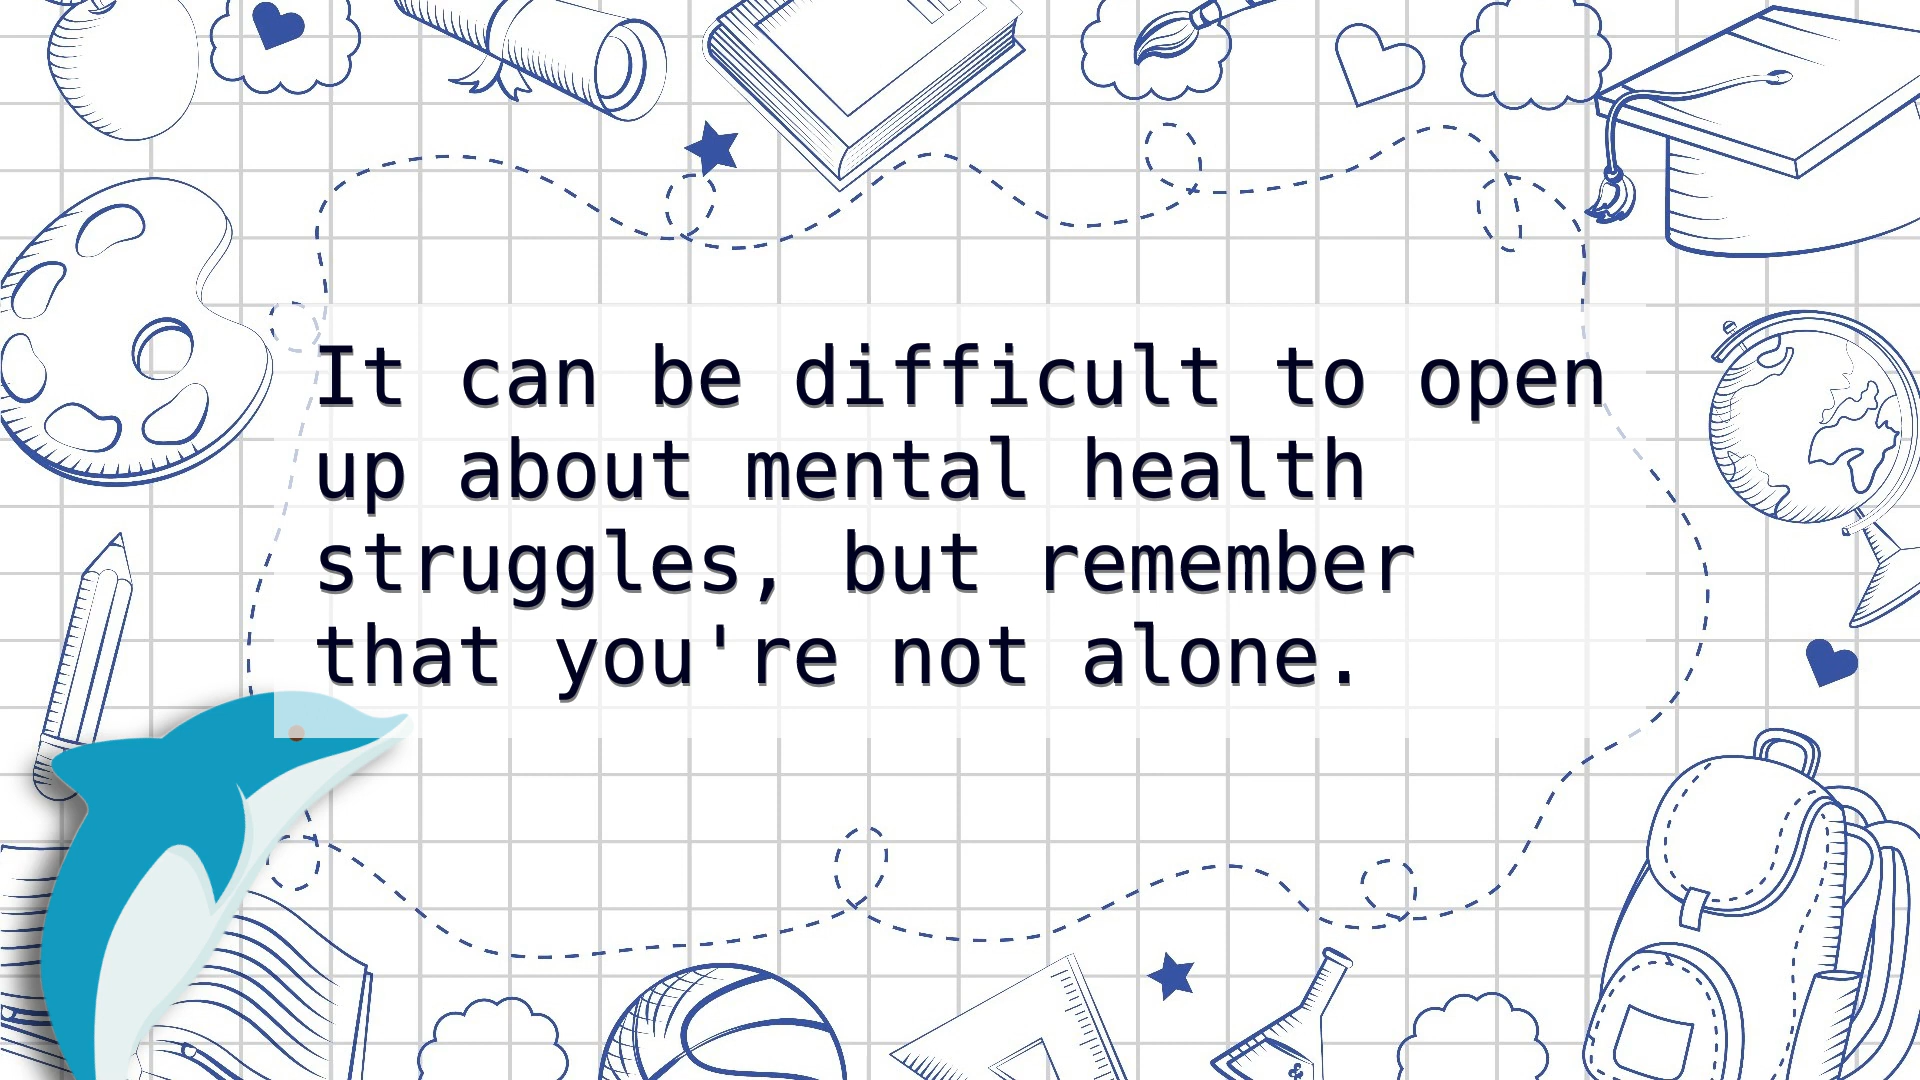 It can be difficult to open
up about mental health
struggles, but remember
that you're not alone.